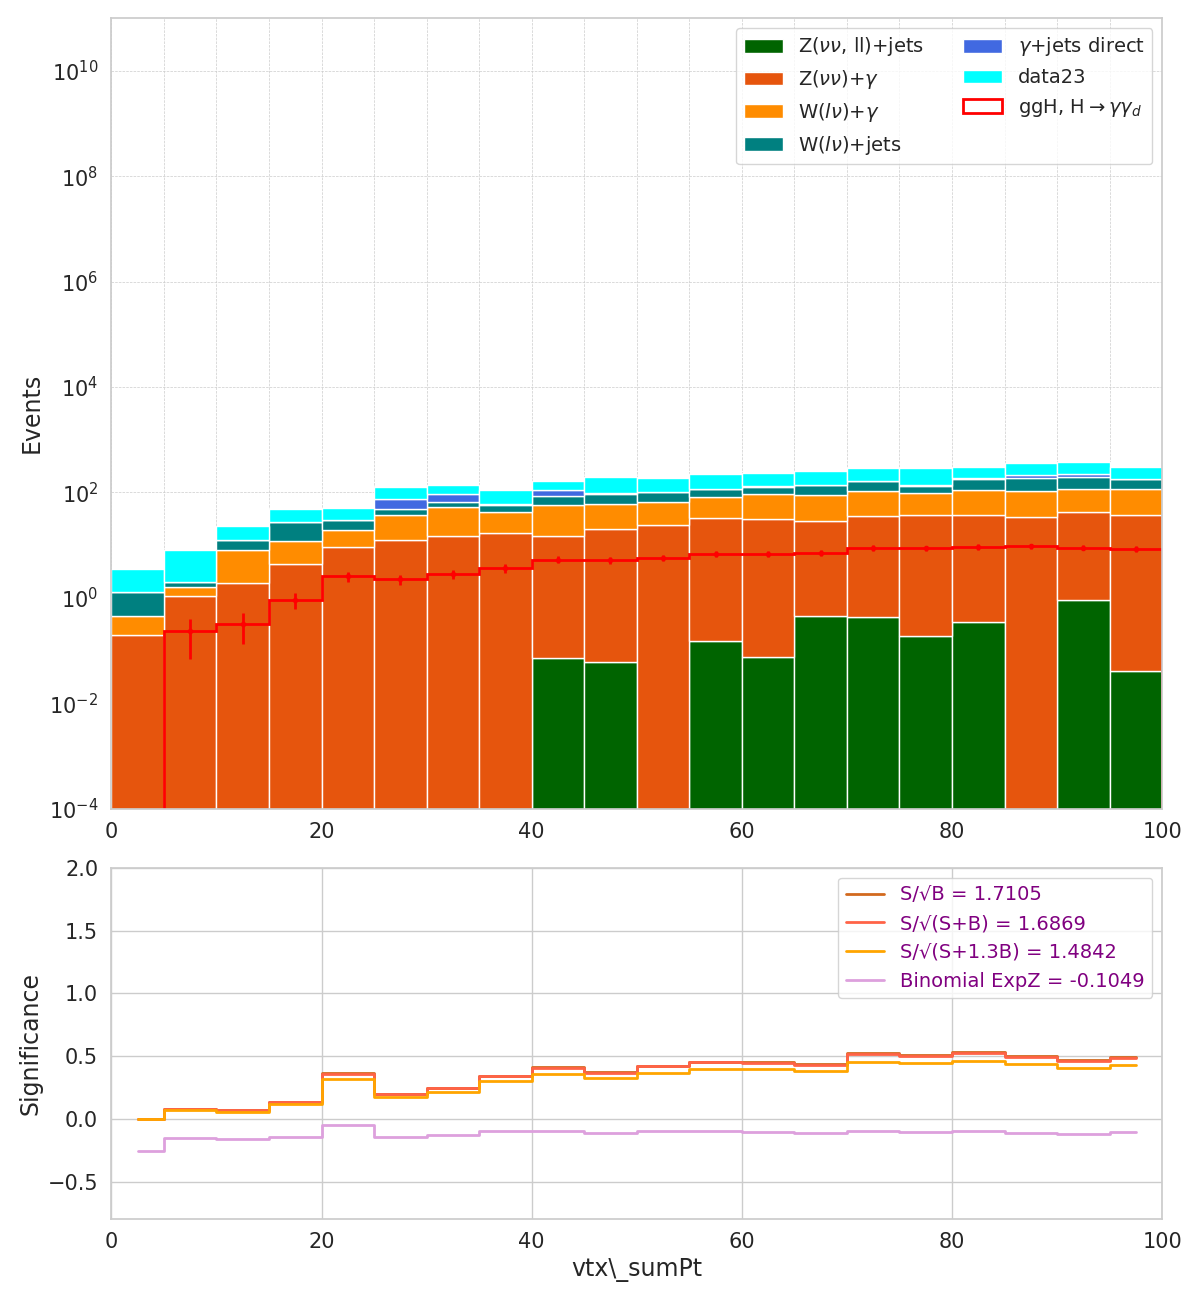 Z(νν, ll)+jets
Z(νν)+γ
W(lν)+γ
W(lν)+jets
γ+jets direct
data23
ggH, H→γγ_d
Events
10^10
10^8
10^6
10^4
10^2
10^0
10^−2
10^−4
0 20 40 60 80 100
S/√B = 1.7105
S/√(S+B) = 1.6869
S/√(S+1.3B) = 1.4842
Binomial ExpZ = -0.1049
Significance
2.0
1.5
1.0
0.5
0.0
−0.5
0 20 40 60 80 100
vtx\_sumPt